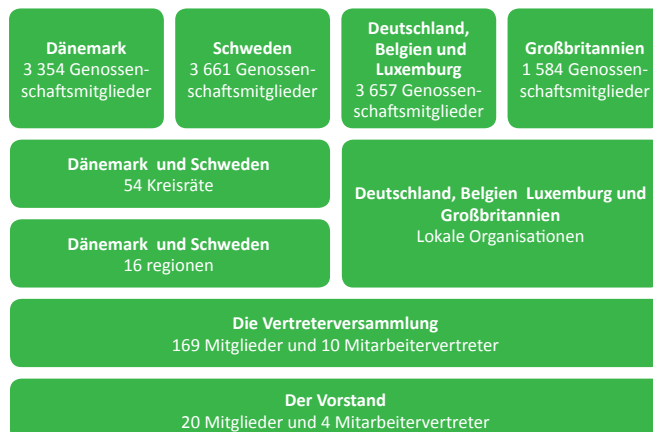 Dänemark
3 354 Genossen-
schaftsmitglieder
Schweden
3 661 Genossen-
schaftsmitglieder
Deutschland,
Belgien und
Luxemburg
3 657 Genossen-
schaftsmitglieder
Großbritannien
1 584 Genossen-
schaftsmitglieder
Dänemark und Schweden
54 Kreisräte
Dänemark und Schweden
16 regionen
Deutschland, Belgien Luxemburg und
Großbritannien
Lokale Organisationen
Die Vertreterversammlung
169 Mitglieder und 10 Mitarbeitervertreter
Der Vorstand
20 Mitglieder und 4 Mitarbeitervertreter